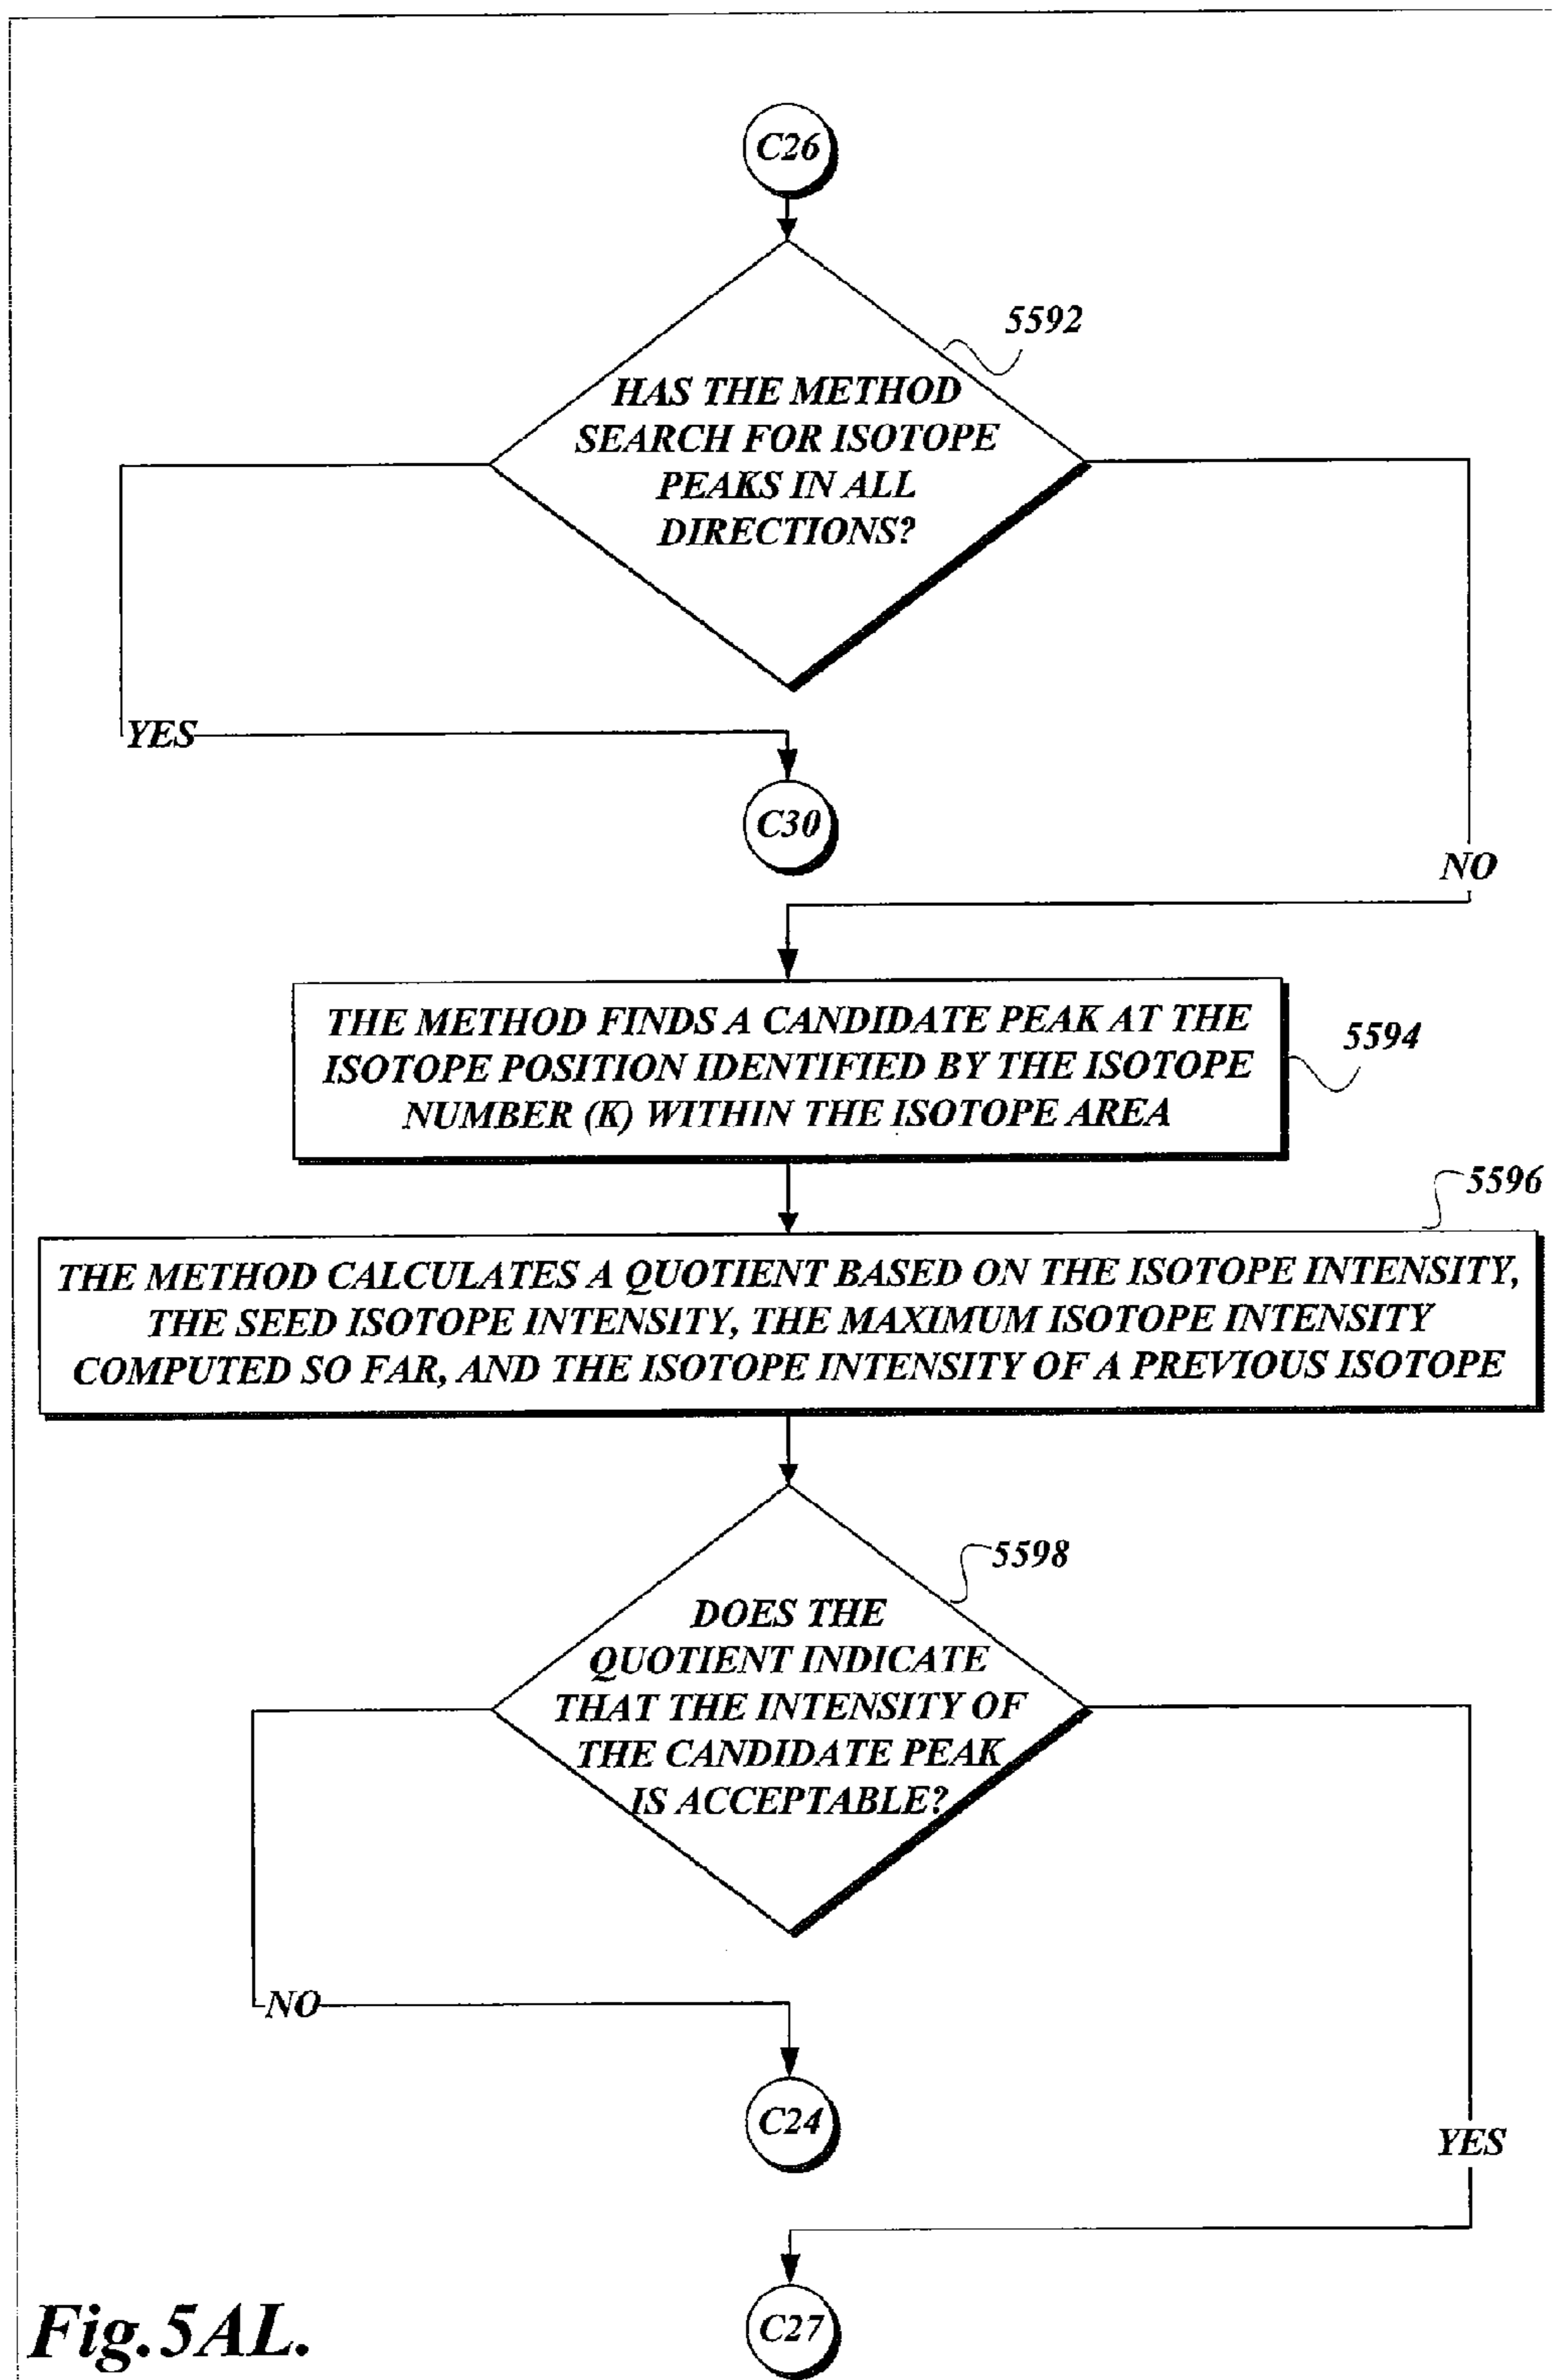 C26
5592
HAS THE METHOD
SEARCH FOR ISOTOPE
PEAKS IN ALL
DIRECTIONS?
YES
C30
NO
THE METHOD FINDS A CANDIDATE PEAK AT THE
ISOTOPE POSITION IDENTIFIED BY THE ISOTOPE
NUMBER (K) WITHIN THE ISOTOPE AREA
5594
5596
THE METHOD CALCULATES A QUOTIENT BASED ON THE ISOTOPE INTENSITY,
THE SEED ISOTOPE INTENSITY, THE MAXIMUM ISOTOPE INTENSITY
COMPUTED SO FAR, AND THE ISOTOPE INTENSITY OF A PREVIOUS ISOTOPE
5598
DOES THE
QUOTIENT INDICATE
THAT THE INTENSITY OF
THE CANDIDATE PEAK
IS ACCEPTABLE?
NO
C24
YES
C27
Fig.5AL.